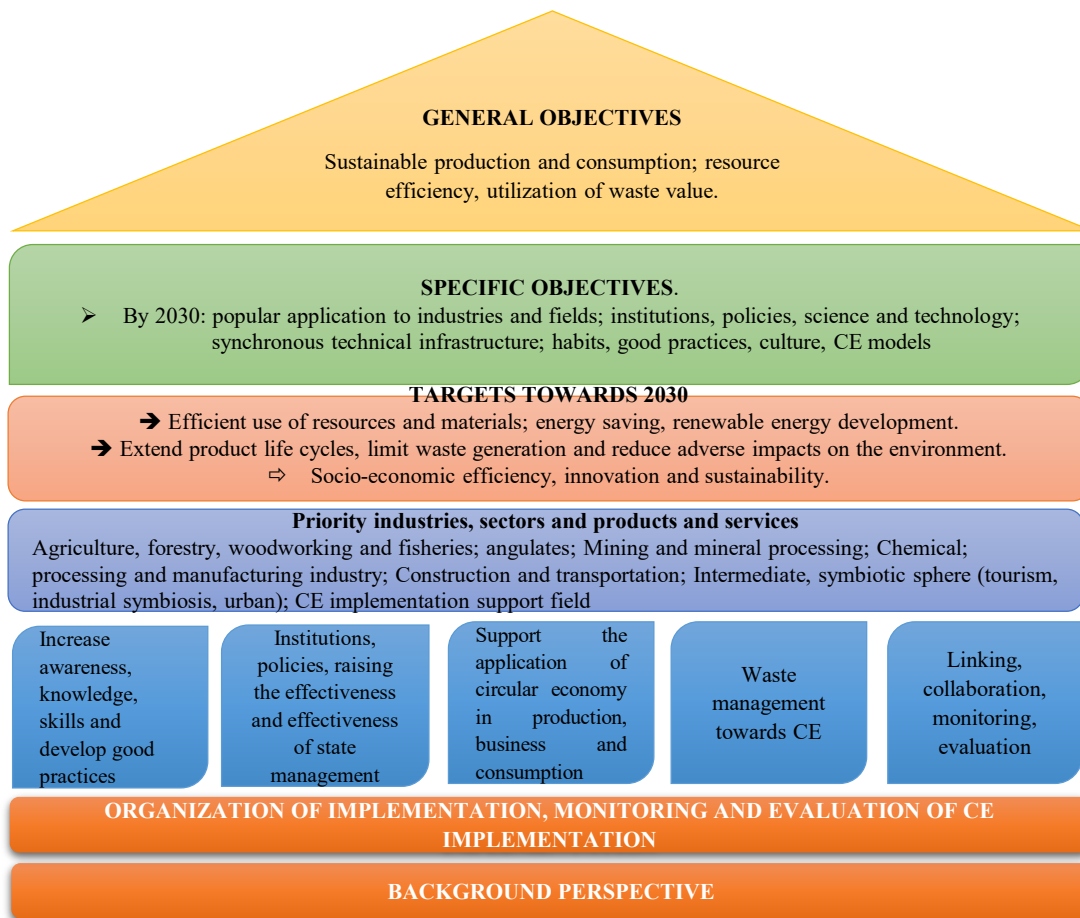 GENERAL OBJECTIVES
Sustainable production and consumption; resource
efficiency, utilization of waste value.
SPECIFIC OBJECTIVES.
➢ By 2030: popular application to industries and fields; institutions, policies, science and technology;
synchronous technical infrastructure; habits, good practices, culture, CE models
TARGETS TOWARDS 2030
➔ Efficient use of resources and materials; energy saving, renewable energy development.
➔ Extend product life cycles, limit waste generation and reduce adverse impacts on the environment.
⇨ Socio-economic efficiency, innovation and sustainability.
Priority industries, sectors and products and services
Agriculture, forestry, woodworking and fisheries; angulates; Mining and mineral processing; Chemical;
processing and manufacturing industry; Construction and transportation; Intermediate, symbiotic sphere (tourism,
industrial symbiosis, urban); CE implementation support field
Increase
awareness,
knowledge,
skills and
develop good
practices
Institutions,
policies, raising
the effectiveness
and effectiveness
of state
management
Support the
application of
circular economy
in production,
business and
consumption
Waste
management
towards CE
Linking,
collaboration,
monitoring,
evaluation
ORGANIZATION OF IMPLEMENTATION, MONITORING AND EVALUATION OF CE
IMPLEMENTATION
BACKGROUND PERSPECTIVE